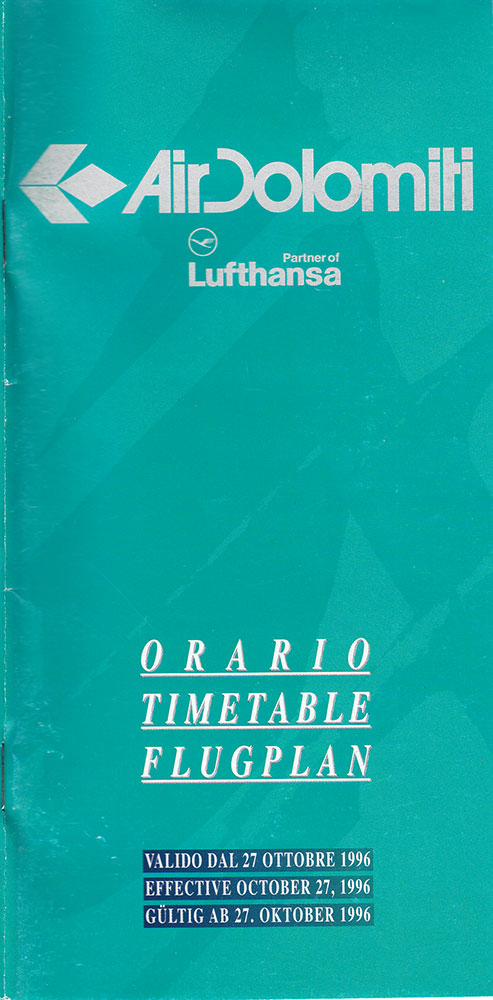 AirDolomiti
Partner of
Lufthansa
ORARIO
TIMETABLE
FLUGPLAN
VALIDO DAL 27 OTTOBRE 1996
EFFECTIVE OCTOBER 27, 1996
GÜLTIG AB 27. OKTOBER 1996